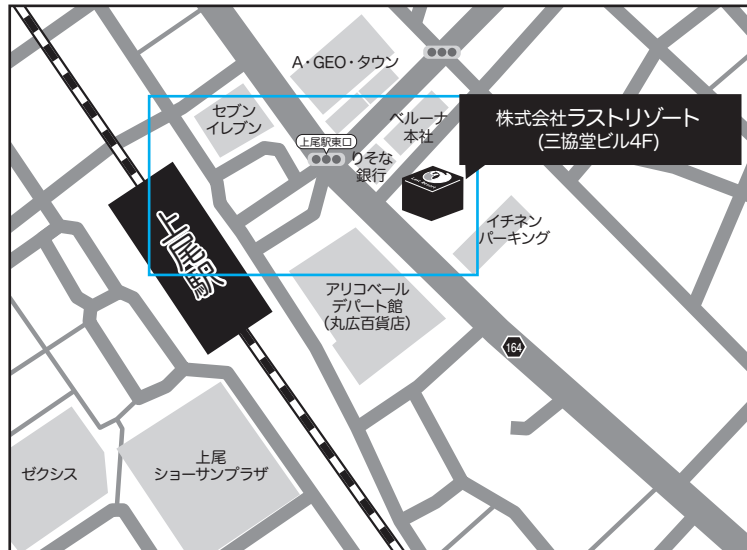 A・GEO・タウン
セブン
イレブン
ベルーナ
本社
株式会社ラストリゾート
(三協堂ビル4F)
上尾駅東口
りそな
銀行
上尾駅
イチネン
パーキング
アリコベール
デパート館
(丸広百貨店)
164
上尾
ショーサンプラザ
ゼクシス